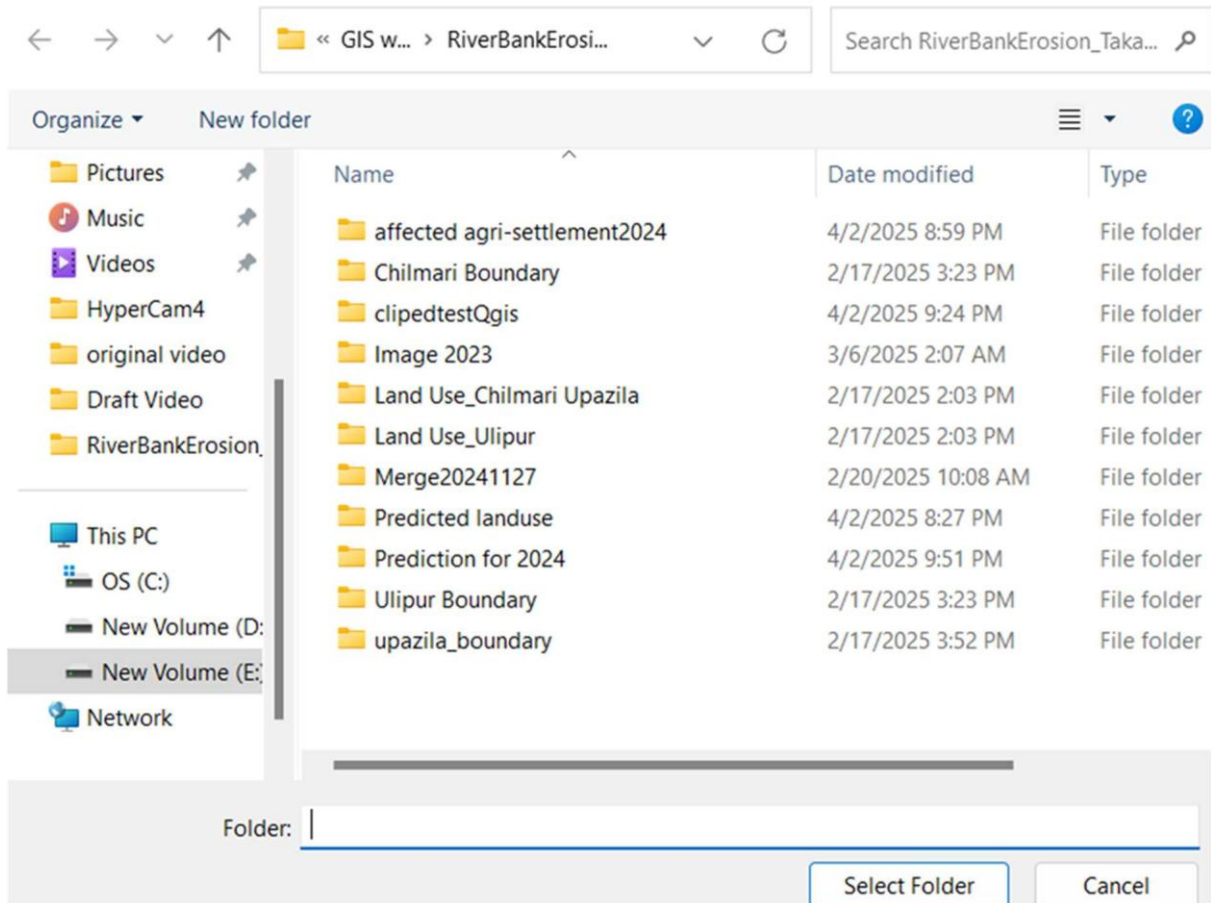 « GIS w... › RiverBankErosi...
Search RiverBankErosion_Taka...
Organize
New folder
?
Pictures
Music
Videos
HyperCam4
original video
Draft Video
RiverBankErosion_
This PC
OS (C:)
New Volume (D:
New Volume (E:)
Network
Name Date modified Type
affected agri-settlement2024 4/2/2025 8:59 PM File folder
Chilmari Boundary 2/17/2025 3:23 PM File folder
clipedtestQgis 4/2/2025 9:24 PM File folder
Image 2023 3/6/2025 2:07 AM File folder
Land Use_Chilmari Upazila 2/17/2025 2:03 PM File folder
Land Use_Ulipur 2/17/2025 2:03 PM File folder
Merge20241127 2/20/2025 10:08 AM File folder
Predicted landuse 4/2/2025 8:27 PM File folder
Prediction for 2024 4/2/2025 9:51 PM File folder
Ulipur Boundary 2/17/2025 3:23 PM File folder
upazila_boundary 2/17/2025 3:52 PM File folder
Folder:
Select Folder
Cancel